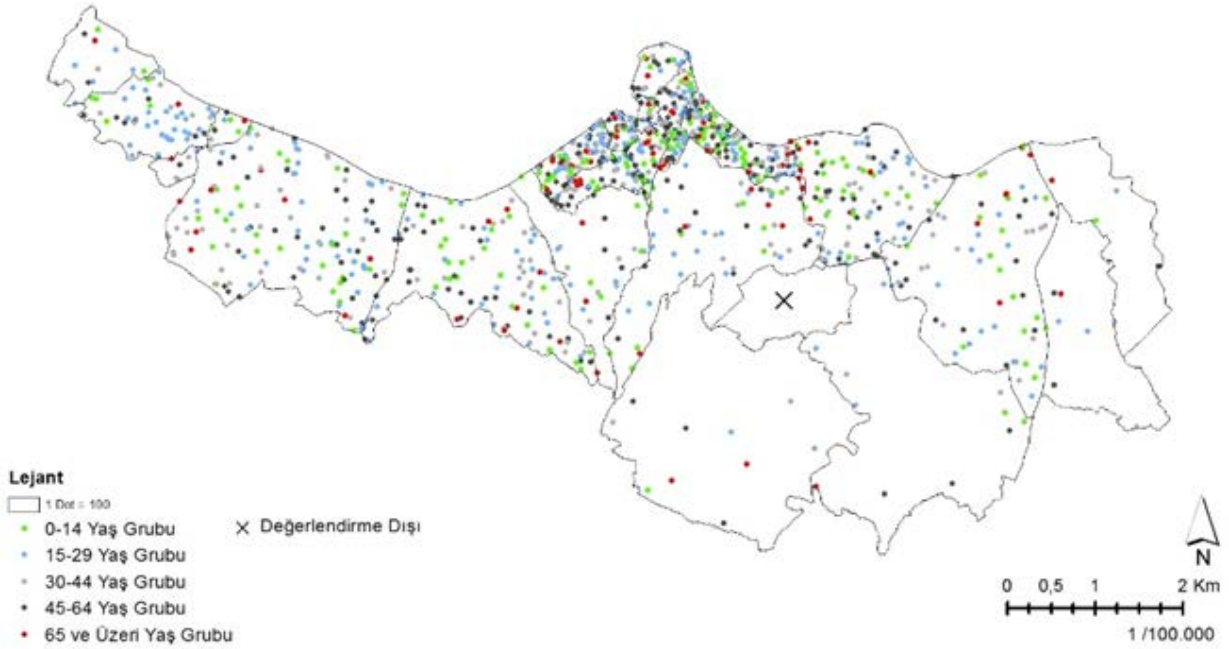 Lejant
1 Dot = 100
0-14 Yaş Grubu
15-29 Yaş Grubu
30-44 Yaş Grubu
45-64 Yaş Grubu
65 ve Üzeri Yaş Grubu
Değerlendirme Dışı
N
0 0,5 1 2 Km
1 /100.000